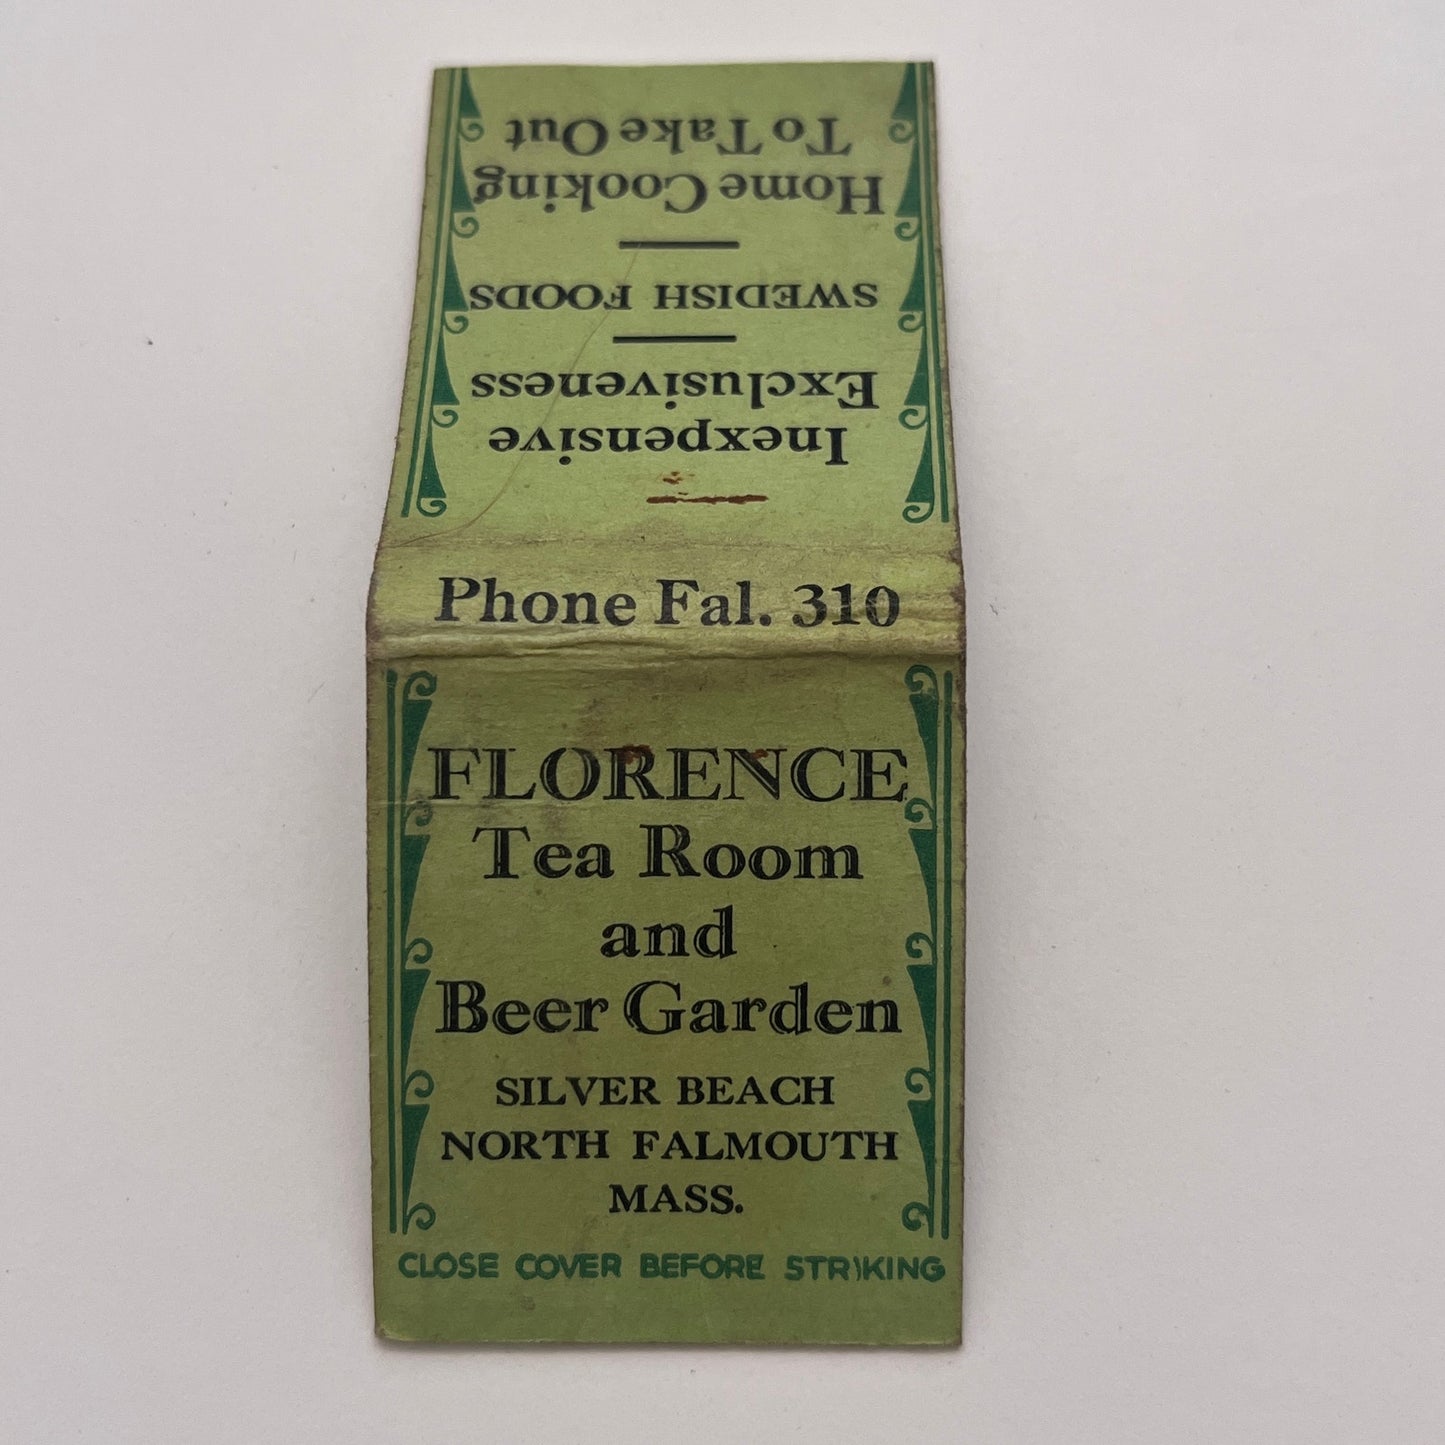 Inexpensive
Exclusiveness
SWEDISH FOODS
Home Cooking
To Take Out
Phone Fal. 310
FLORENCE
Tea Room
and
Beer Garden
SILVER BEACH
NORTH FALMOUTH
MASS.
CLOSE COVER BEFORE STRIKING